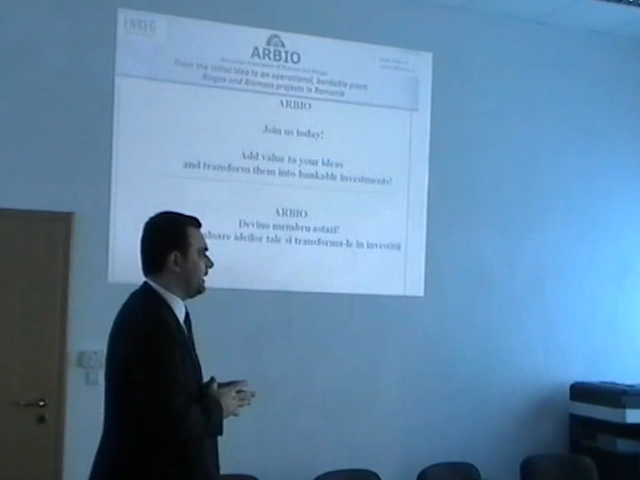 ENREG
ARBIO
From the initial idea to an operational, bankable plant
Biogas and Biomass projects in Romania
ARBIO
Join us today!
Add value to your ideas
and transform them into bankable investments!
ARBIO
Devino membru astazi!
ideilor tale si transforma-le in investitii